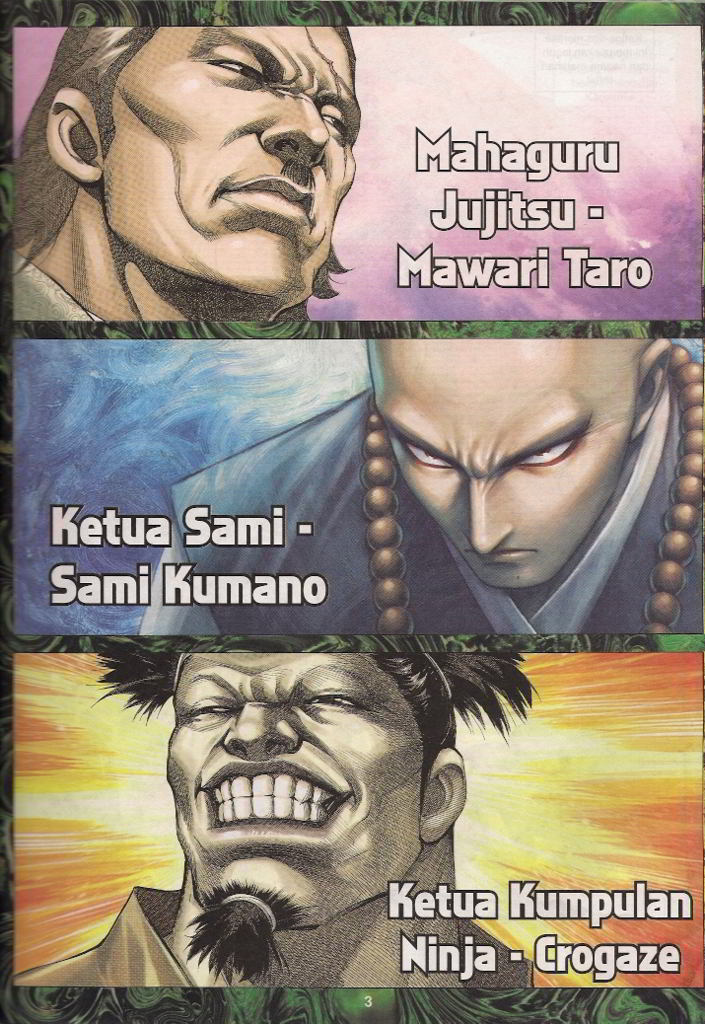 Mahaguru
Jujitsu -
Mawari Taro
Ketua Sami -
Sami Kumano
Ketua Kumpulan
Ninja - Crogaze
3